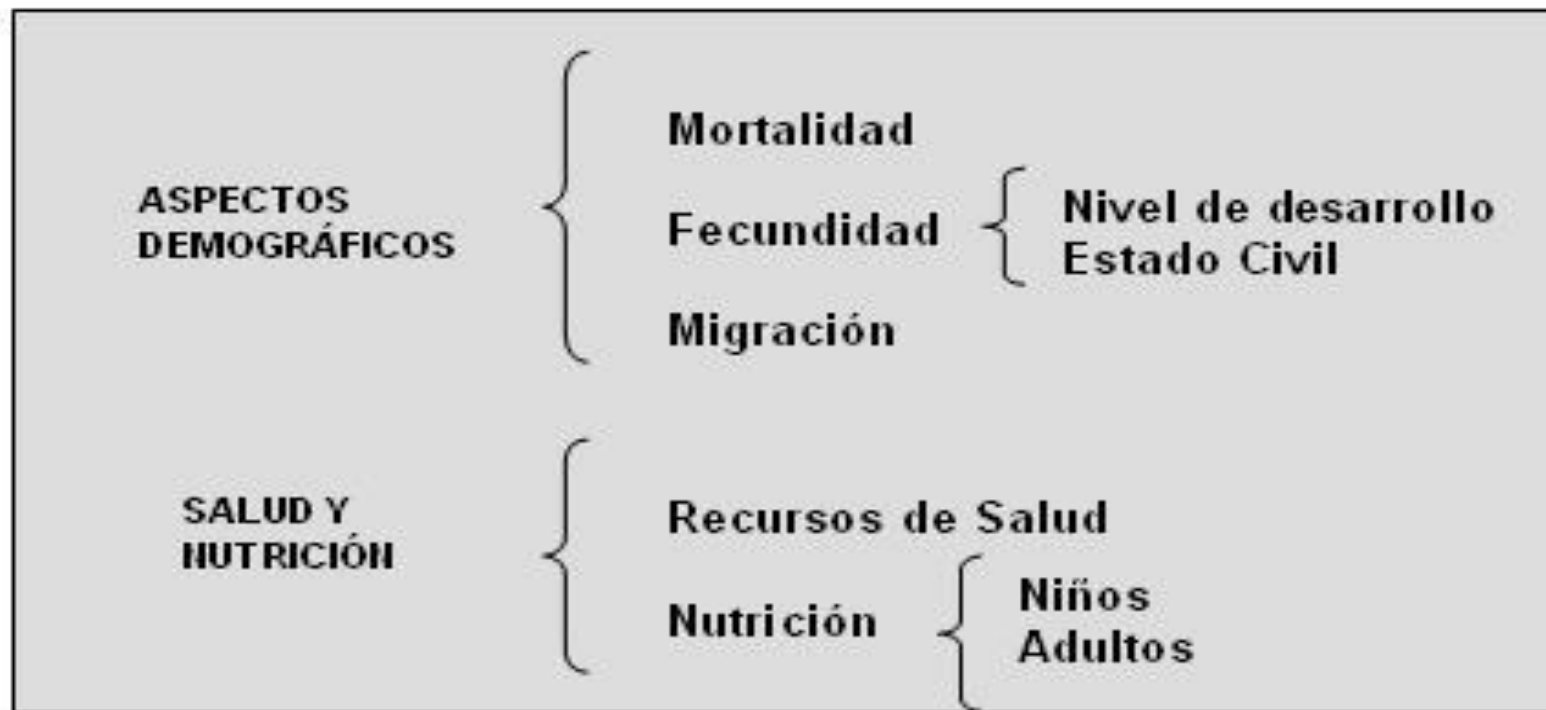 ASPECTOS
DEMOGRÁFICOS
Mortalidad
Fecundidad
Nivel de desarrollo
Estado Civil
Migración
SALUD Y
NUTRICIÓN
Recursos de Salud
Nutrición
Niños
Adultos